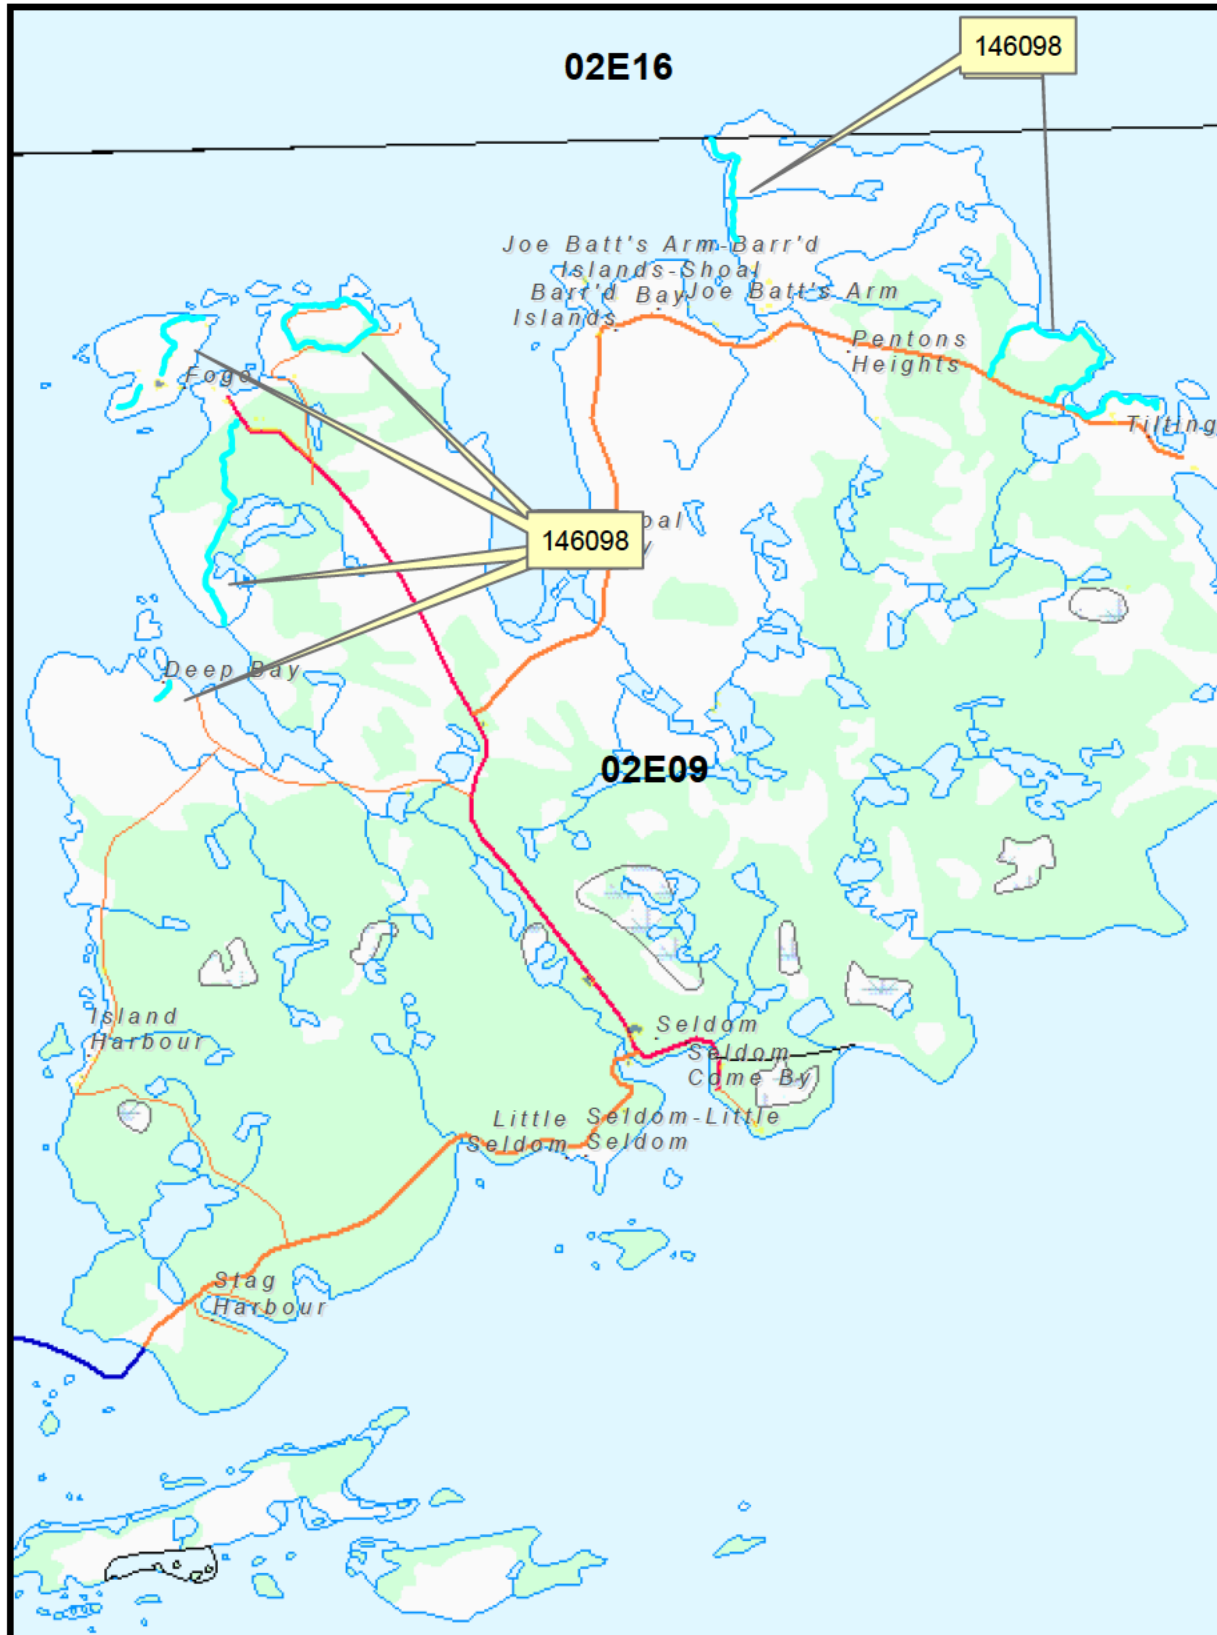 146098
02E16
Joe Batt's Arm-Barr'd
Islands-Shoal
Bay
Barr'd
Islands
Joe Batt's Arm
Pentons
Heights
Fogo
Tilting
146098
Deep Bay
02E09
Island
Harbour
Seldom
Seldom
Come By
Little
Seldom
Seldom-Little
Seldom
Stag
Harbour